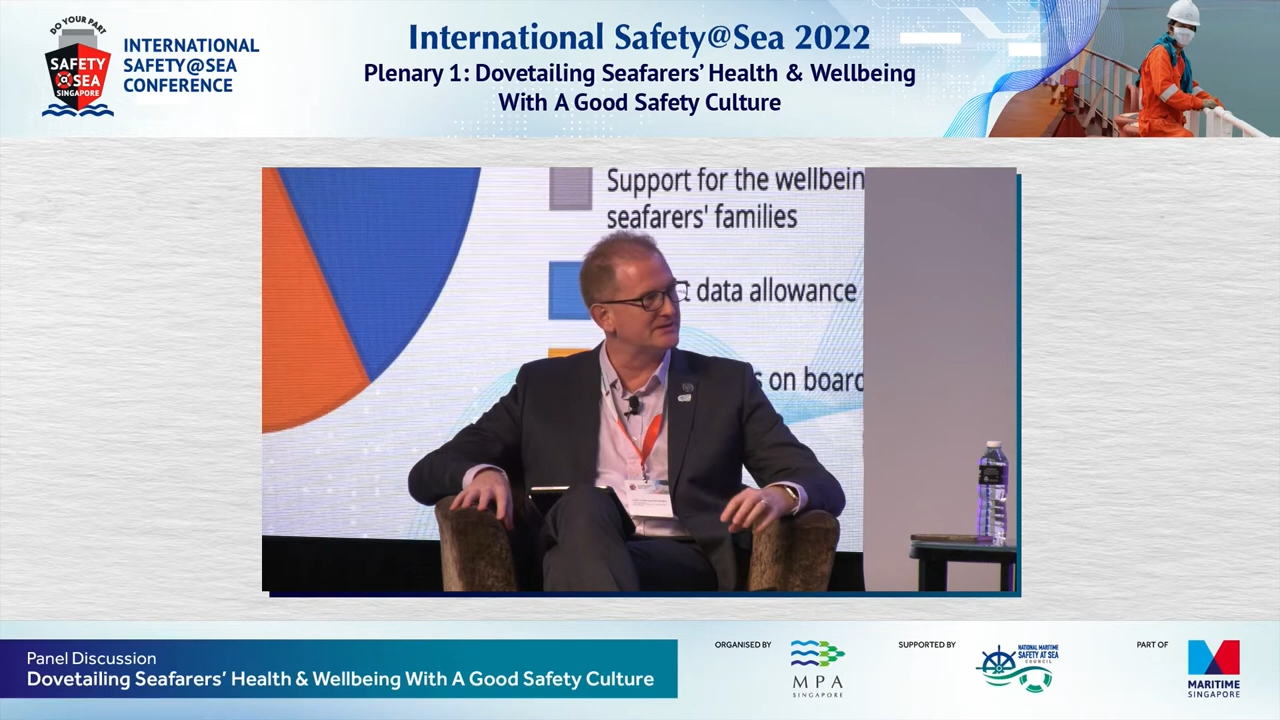 DO YOUR PART
SAFETY
@SEA
SINGAPORE
INTERNATIONAL
SAFETY@SEA
CONFERENCE
International Safety@Sea 2022
Plenary 1: Dovetailing Seafarers' Health & Wellbeing
With A Good Safety Culture
Support for the wellbein
seafarers' families
data allowance
s on board
Panel Discussion
Dovetailing Seafarers' Health & Wellbeing With A Good Safety Culture
ORGANISED BY
MPA
SINGAPORE
SUPPORTED BY
NATIONAL MARITIME
SAFETY AT SEA
COUNCIL
PART OF
MARITIME
SINGAPORE